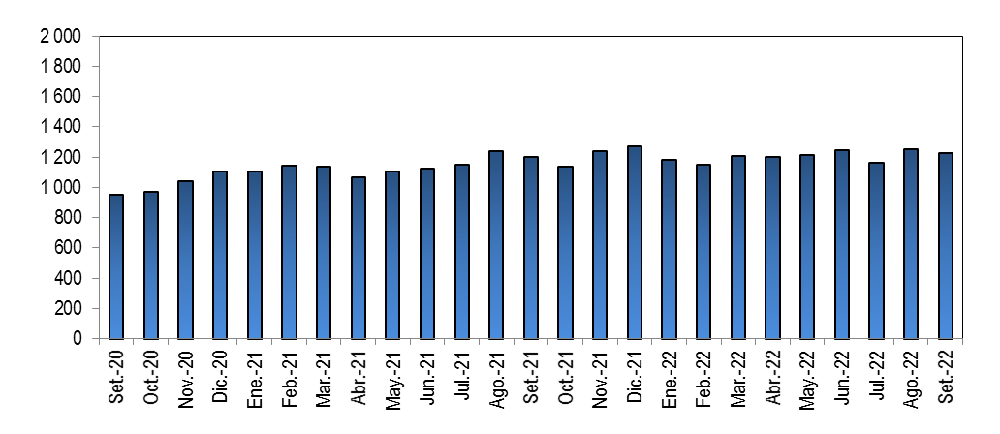 2 000
1 800
1 600
1 400
1 200
1 000
800
600
400
200
0
Set.-20
Oct.-20
Nov.-20
Dic.-20
Ene.-21
Feb.-21
Mar.-21
Abr.-21
May.-21
Jun.-21
Jul.-21
Ago.-21
Set.-21
Oct.-21
Nov.-21
Dic.-21
Ene.-22
Feb.-22
Mar.-22
Abr.-22
May.-22
Jun.-22
Jul.-22
Ago.-22
Set.-22